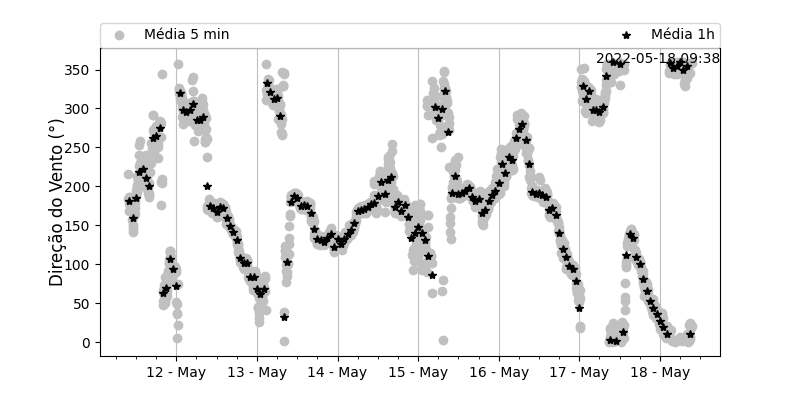 Média 5 min
Média 1h
2022-05-18 09:38
Direção do Vento (°)
350
300
250
200
150
100
50
0
12 - May
13 - May
14 - May
15 - May
16 - May
17 - May
18 - May